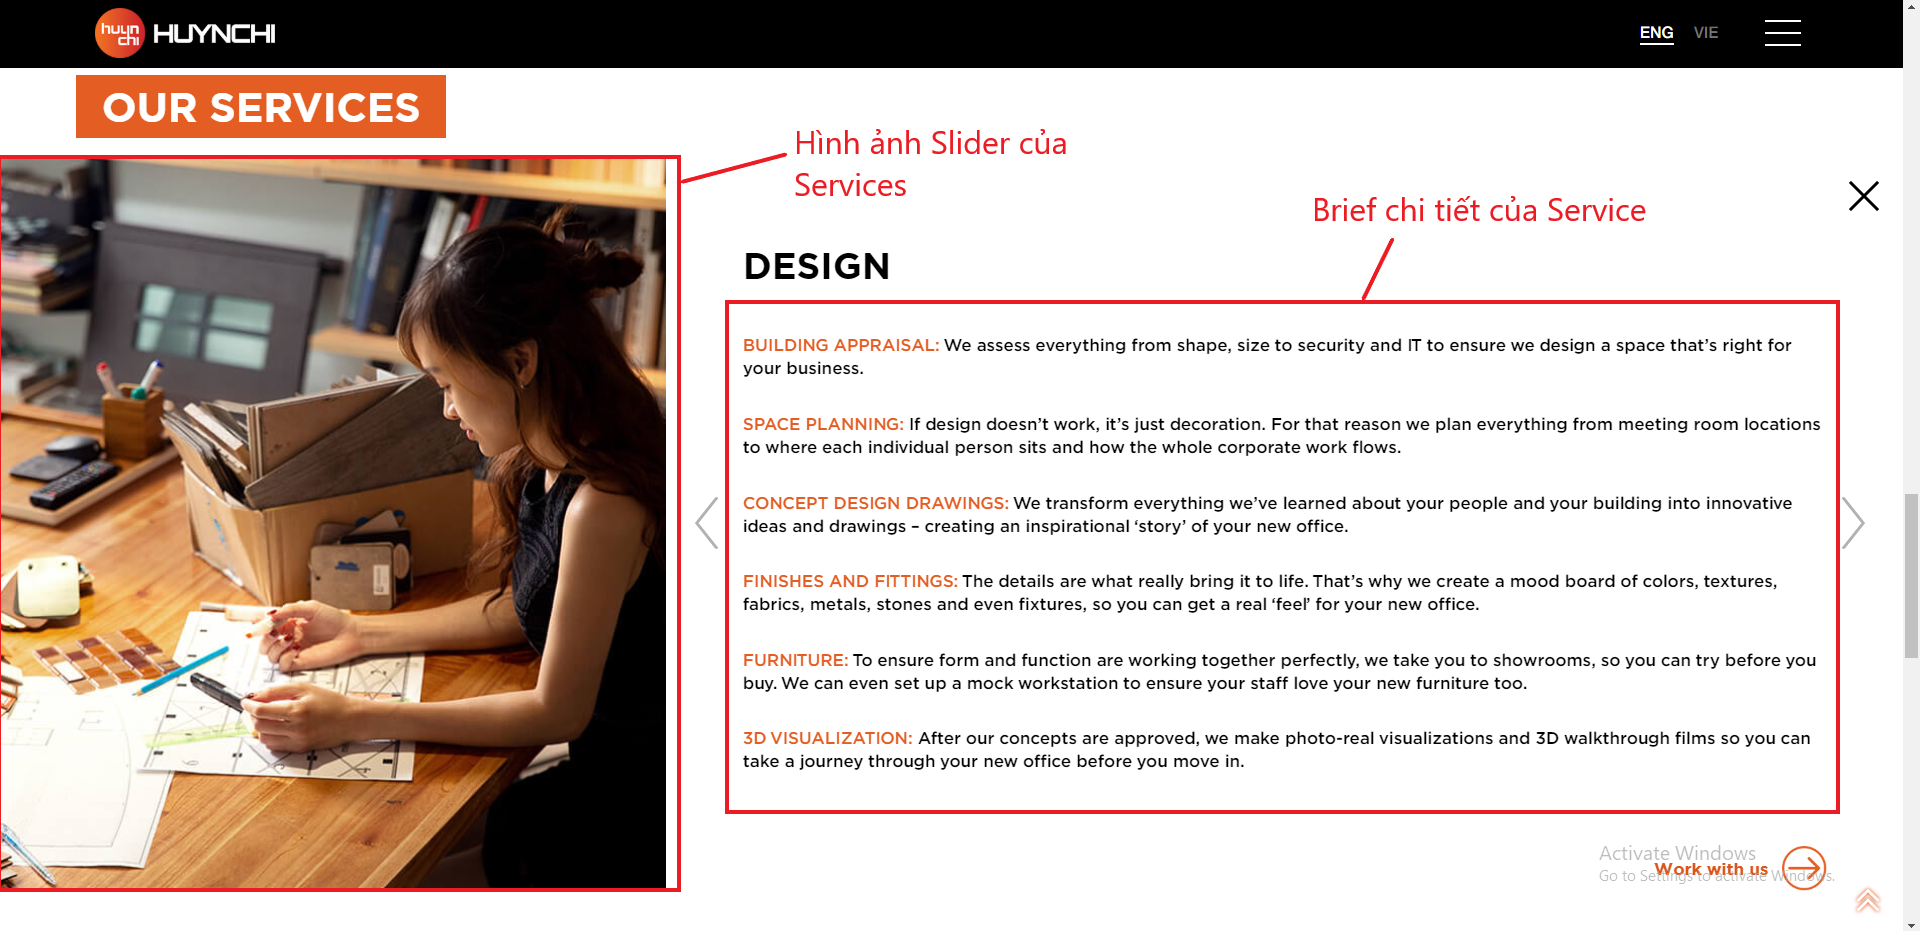 huyn
chi
HUYNCHI
ENG VIE
OUR SERVICES
Hình ảnh Slider của
Services
Brief chi tiết của Service
DESIGN
BUILDING APPRAISAL: We assess everything from shape, size to security and IT to ensure we design a space that’s right for
your business.
SPACE PLANNING: If design doesn’t work, it’s just decoration. For that reason we plan everything from meeting room locations
to where each individual person sits and how the whole corporate work flows.
CONCEPT DESIGN DRAWINGS: We transform everything we’ve learned about your people and your building into innovative
ideas and drawings – creating an inspirational ‘story’ of your new office.
FINISHES AND FITTINGS: The details are what really bring it to life. That’s why we create a mood board of colors, textures,
fabrics, metals, stones and even fixtures, so you can get a real ‘feel’ for your new office.
FURNITURE: To ensure form and function are working together perfectly, we take you to showrooms, so you can try before you
buy. We can even set up a mock workstation to ensure your staff love your new furniture too.
3D VISUALIZATION: After our concepts are approved, we make photo-real visualizations and 3D walkthrough films so you can
take a journey through your new office before you move in.
Activate Windows
Work with us
Go to Settings to activate Windows.